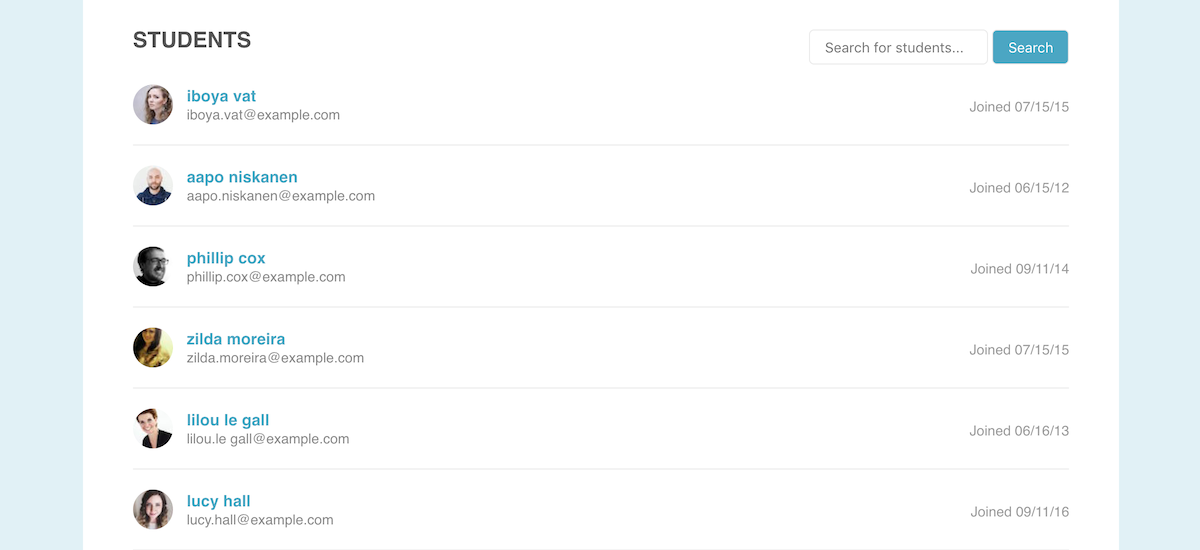 STUDENTS
Search for students...
Search
iboya vat
iboya.vat@example.com
Joined 07/15/15
aapo niskanen
aapo.niskanen@example.com
Joined 06/15/12
phillip cox
phillip.cox@example.com
Joined 09/11/14
zilda moreira
zilda.moreira@example.com
Joined 07/15/15
lilou le gall
lilou.le gall@example.com
Joined 06/16/13
lucy hall
lucy.hall@example.com
Joined 09/11/16